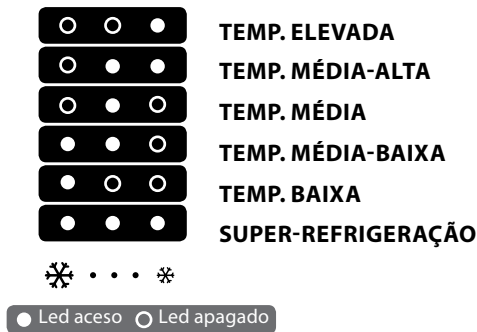 TEMP. ELEVADA
TEMP. MÉDIA-ALTA
TEMP. MÉDIA
TEMP. MÉDIA-BAIXA
TEMP. BAIXA
SUPER-REFRIGERAÇÃO
Led aceso Led apagado